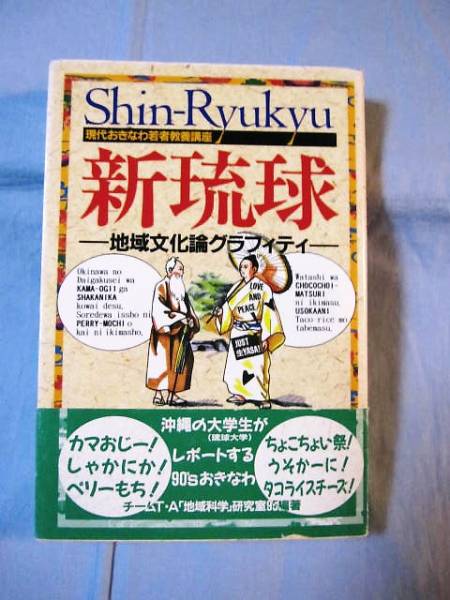 Shin-Ryukyu
現代おきなわ若者教養講座
新琉球
―地域文化論グラフィティ―
Okinawa no
Daigakusei wa
KAMA-OGII ga
SHAKANIKA
kowai desu.
Soredewa issho ni
PERRY-MOCHI o
kai ni ikimasho.
Watashi wa
CHOCOCHOI-
MATSURI
ni ikimasu.
USOKAANI
Taco rice mo
tabemasu.
LOVE
AND
PEACE
JUST
沖縄の大学生が
(琉球大学)
レポートする
90'sおきなわ
カマおじー!
しゃかにか!
ペリーもち!
ちょこちょい祭!
うそかーに!
タコライスチーズ!
チームT・A「地域科学」研究室